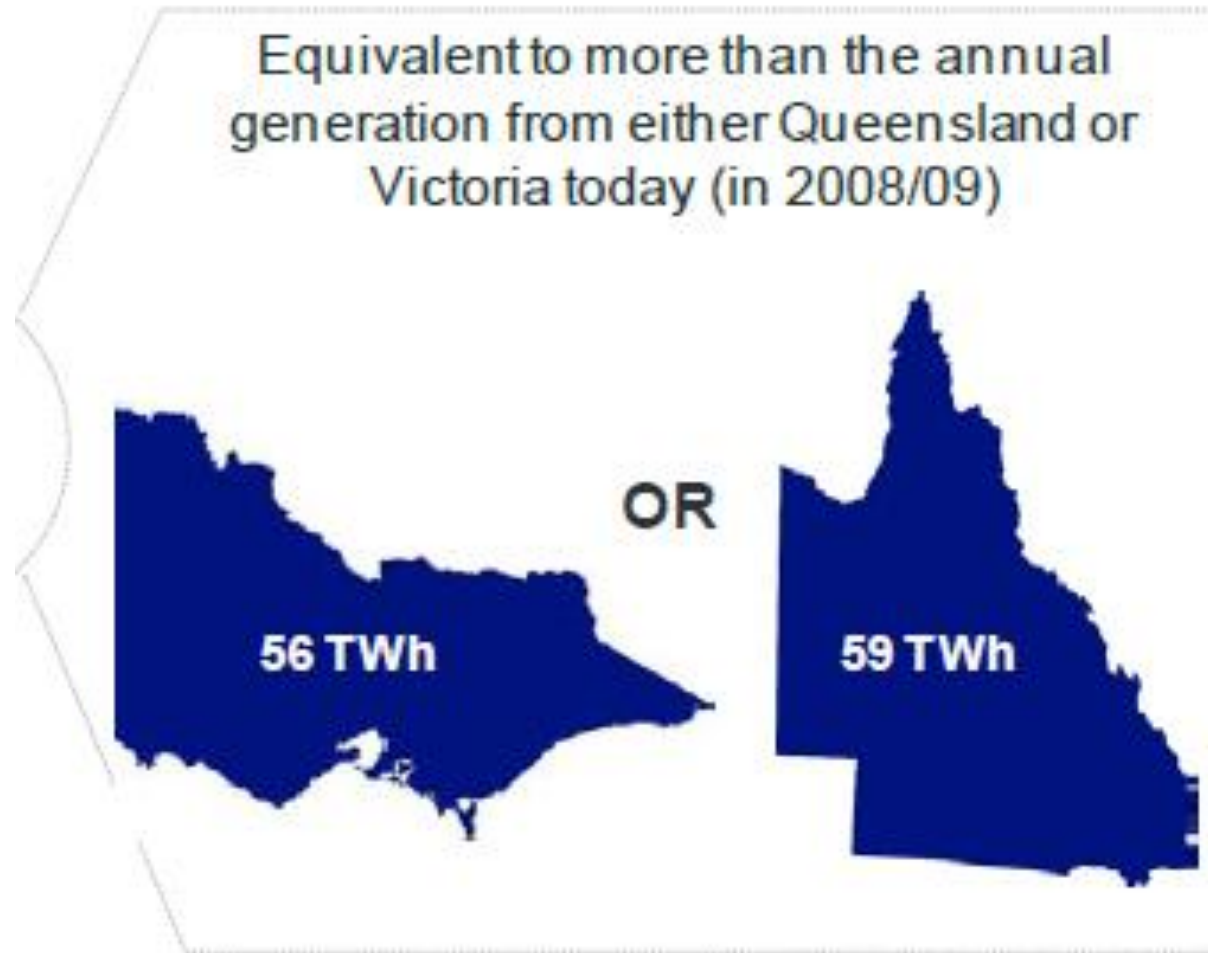 Equivalent to more than the annual
generation from either Queensland or
Victoria today (in 2008/09)
OR
56 TWh
59 TWh